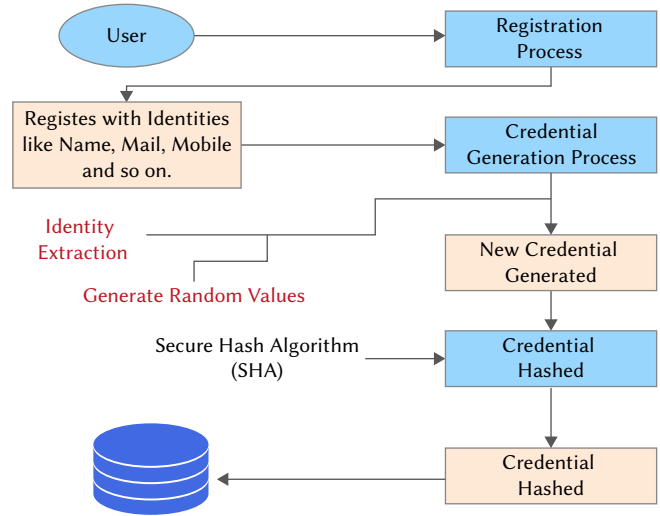 User
Registration
Process
Registes with Identities
like Name, Mail, Mobile
and so on.
Credential
Generation Process
Identity
Extraction
Generate Random Values
New Credential
Generated
Secure Hash Algorithm
(SHA)
Credential
Hashed
Credential
Hashed